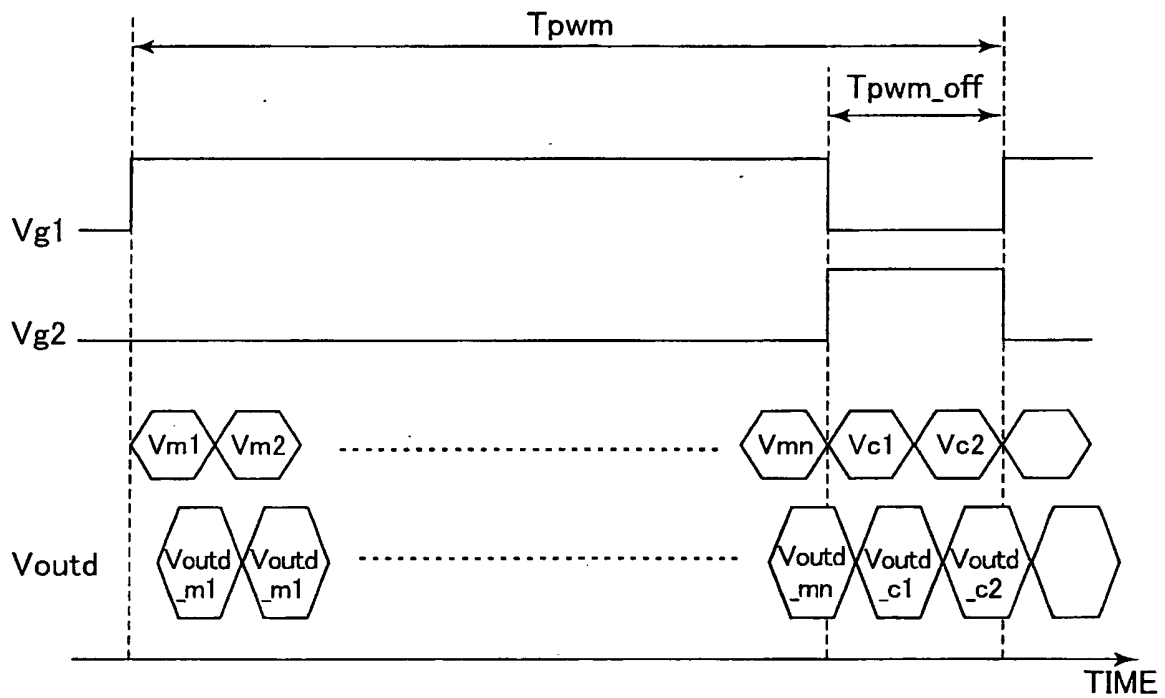 Tpwm
Tpwm_off
Vg1
Vg2
Vm1 Vm2 Vmn Vc1 Vc2
Voutd
Voutd _m1
Voutd _m1
Voutd _mn
Voutd _c1
Voutd _c2
TIME